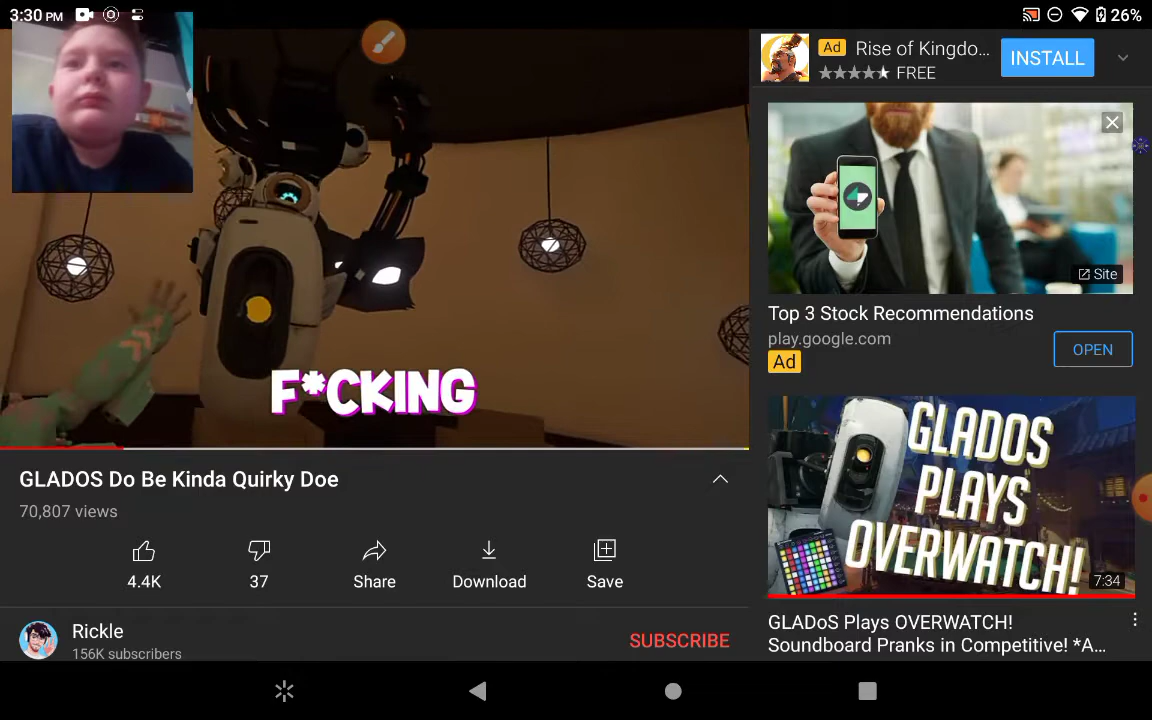 3:30 PM
26%
F*CKING
GLADOS Do Be Kinda Quirky Doe
70,807 views
4.4K
37
Share
Download
Save
Rickle
156K subscribers
SUBSCRIBE
Ad Rise of Kingdo...
FREE
INSTALL
Site
Top 3 Stock Recommendations
play.google.com
Ad
OPEN
GLADOS
PLAYS
OVERWATCH!
7:34
GLADoS Plays OVERWATCH!
Soundboard Pranks in Competitive! *A...